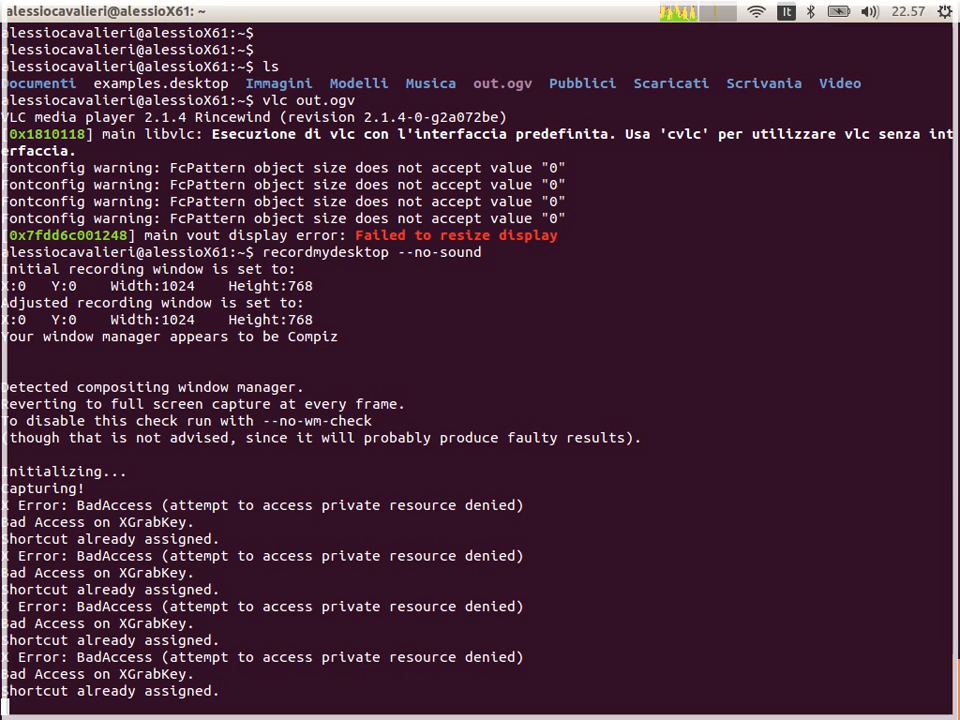 alessiocavalieri@alessioX61: ~
It
22.57
alessiocavalieri@alessioX61:~$
alessiocavalieri@alessioX61:~$
alessiocavalieri@alessioX61:~$ ls
Documenti examples.desktop Immagini Modelli Musica out.ogv Pubblici Scaricati Scrivania Video
alessiocavalieri@alessioX61:~$ vlc out.ogv
VLC media player 2.1.4 Rincewind (revision 2.1.4-0-g2a072be)
[0x1810118] main libvlc: Esecuzione di vlc con l'interfaccia predefinita. Usa 'cvlc' per utilizzare vlc senza int
erfaccia.
Fontconfig warning: FcPattern object size does not accept value "0"
Fontconfig warning: FcPattern object size does not accept value "0"
Fontconfig warning: FcPattern object size does not accept value "0"
Fontconfig warning: FcPattern object size does not accept value "0"
[0x7fdd6c001248] main vout display error: Failed to resize display
alessiocavalieri@alessioX61:~$ recordmydesktop --no-sound
Initial recording window is set to:
X:0 Y:0 Width:1024 Height:768
Adjusted recording window is set to:
X:0 Y:0 Width:1024 Height:768
Your window manager appears to be Compiz
Detected compositing window manager.
Reverting to full screen capture at every frame.
To disable this check run with --no-wm-check
(though that is not advised, since it will probably produce faulty results).
Initializing...
Capturing!
X Error: BadAccess (attempt to access private resource denied)
Bad Access on XGrabKey.
Shortcut already assigned.
X Error: BadAccess (attempt to access private resource denied)
Bad Access on XGrabKey.
Shortcut already assigned.
X Error: BadAccess (attempt to access private resource denied)
Bad Access on XGrabKey.
Shortcut already assigned.
X Error: BadAccess (attempt to access private resource denied)
Bad Access on XGrabKey.
Shortcut already assigned.